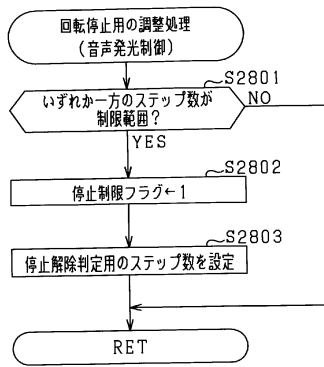 回転停止用の調整処理
(音声発光制御)
S2801
いずれか一方のステップ数が
制限範囲?
NO
YES
S2802
停止制限フラグ←1
S2803
停止解除判定用のステップ数を設定
RET